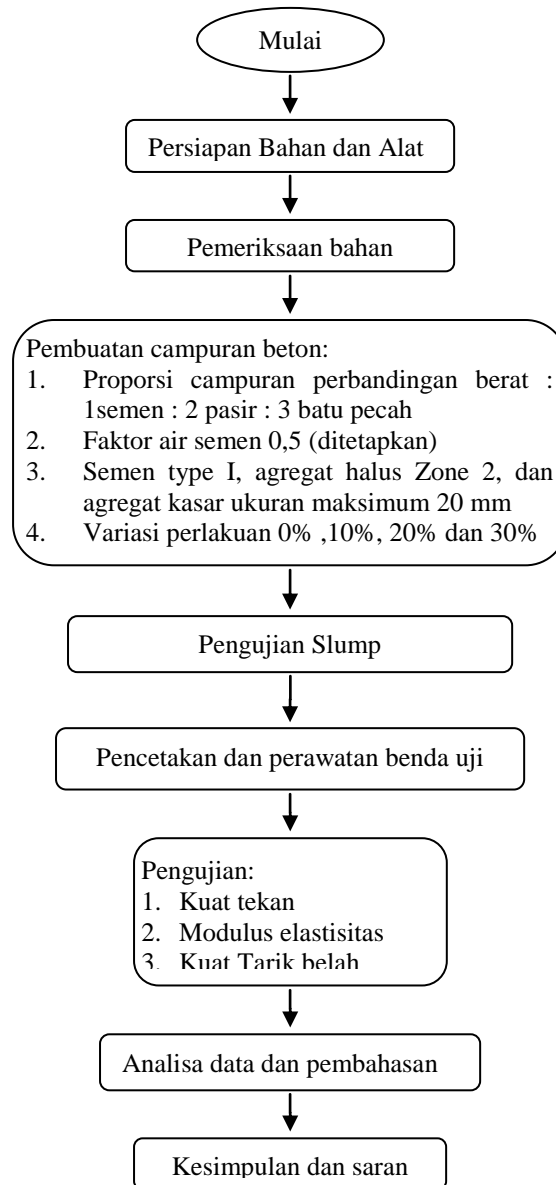 Mulai
Persiapan Bahan dan Alat
Pemeriksaan bahan
Pembuatan campuran beton:
1. Proporsi campuran perbandingan berat :
1semen : 2 pasir : 3 batu pecah
2. Faktor air semen 0,5 (ditetapkan)
3. Semen type I, agregat halus Zone 2, dan
agregat kasar ukuran maksimum 20 mm
4. Variasi perlakuan 0% ,10%, 20% dan 30%
Pengujian Slump
Pencetakan dan perawatan benda uji
Pengujian:
1. Kuat tekan
2. Modulus elastisitas
3. Kuat Tarik belah
Analisa data dan pembahasan
Kesimpulan dan saran